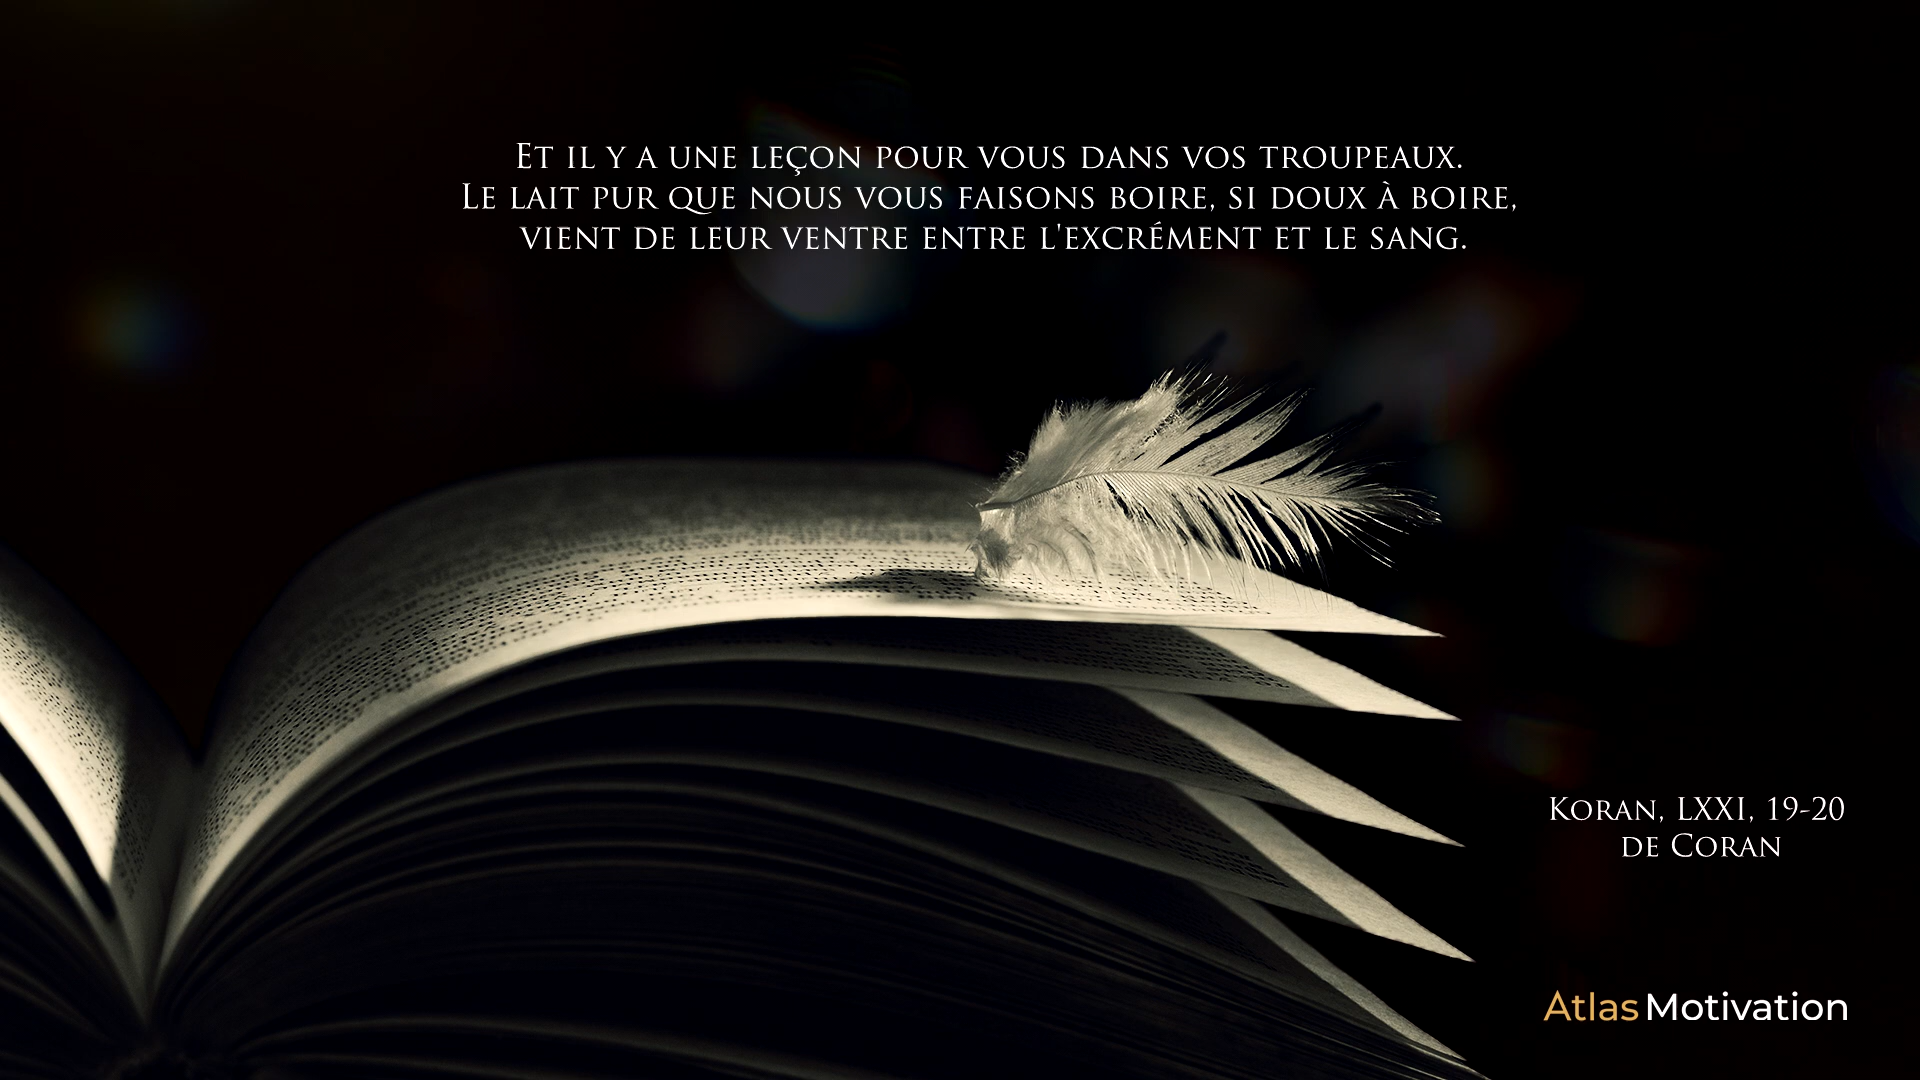 Et il y a une leçon pour vous dans vos troupeaux.
Le lait pur que nous vous faisons boire, si doux à boire,
vient de leur ventre entre l'excrément et le sang.
Koran, LXXI, 19-20
de Coran
Atlas Motivation